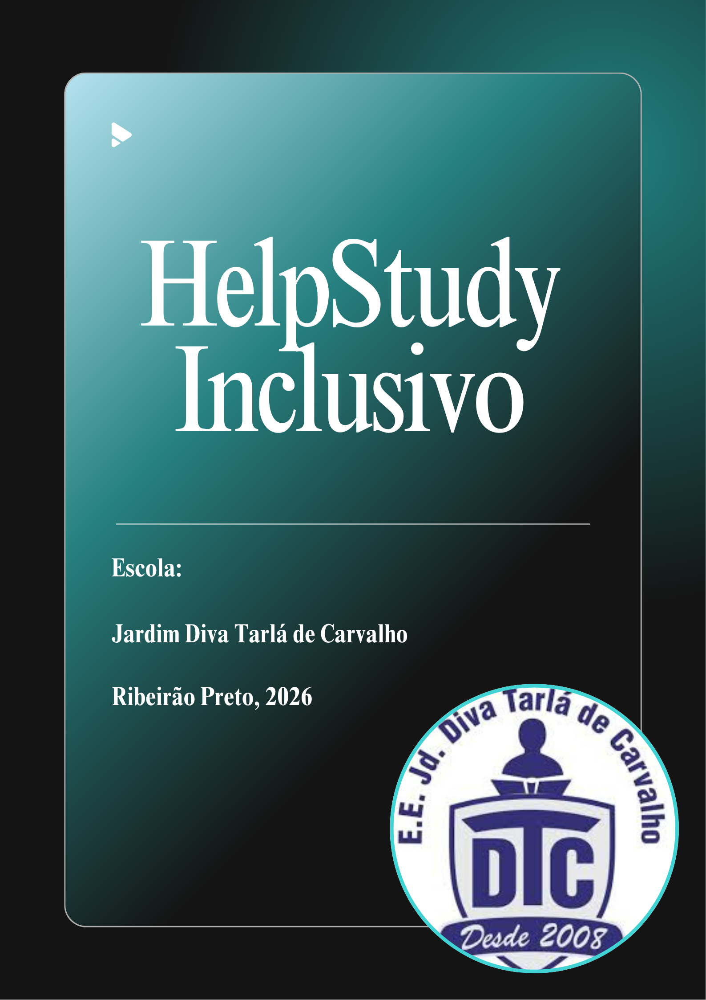 HelpStudy
Inclusivo
Escola:
Jardim Diva Tarlá de Carvalho
Ribeirão Preto, 2026
E.E. Jd. Diva Tarlá de Carvalho
DTC
Desde 2008